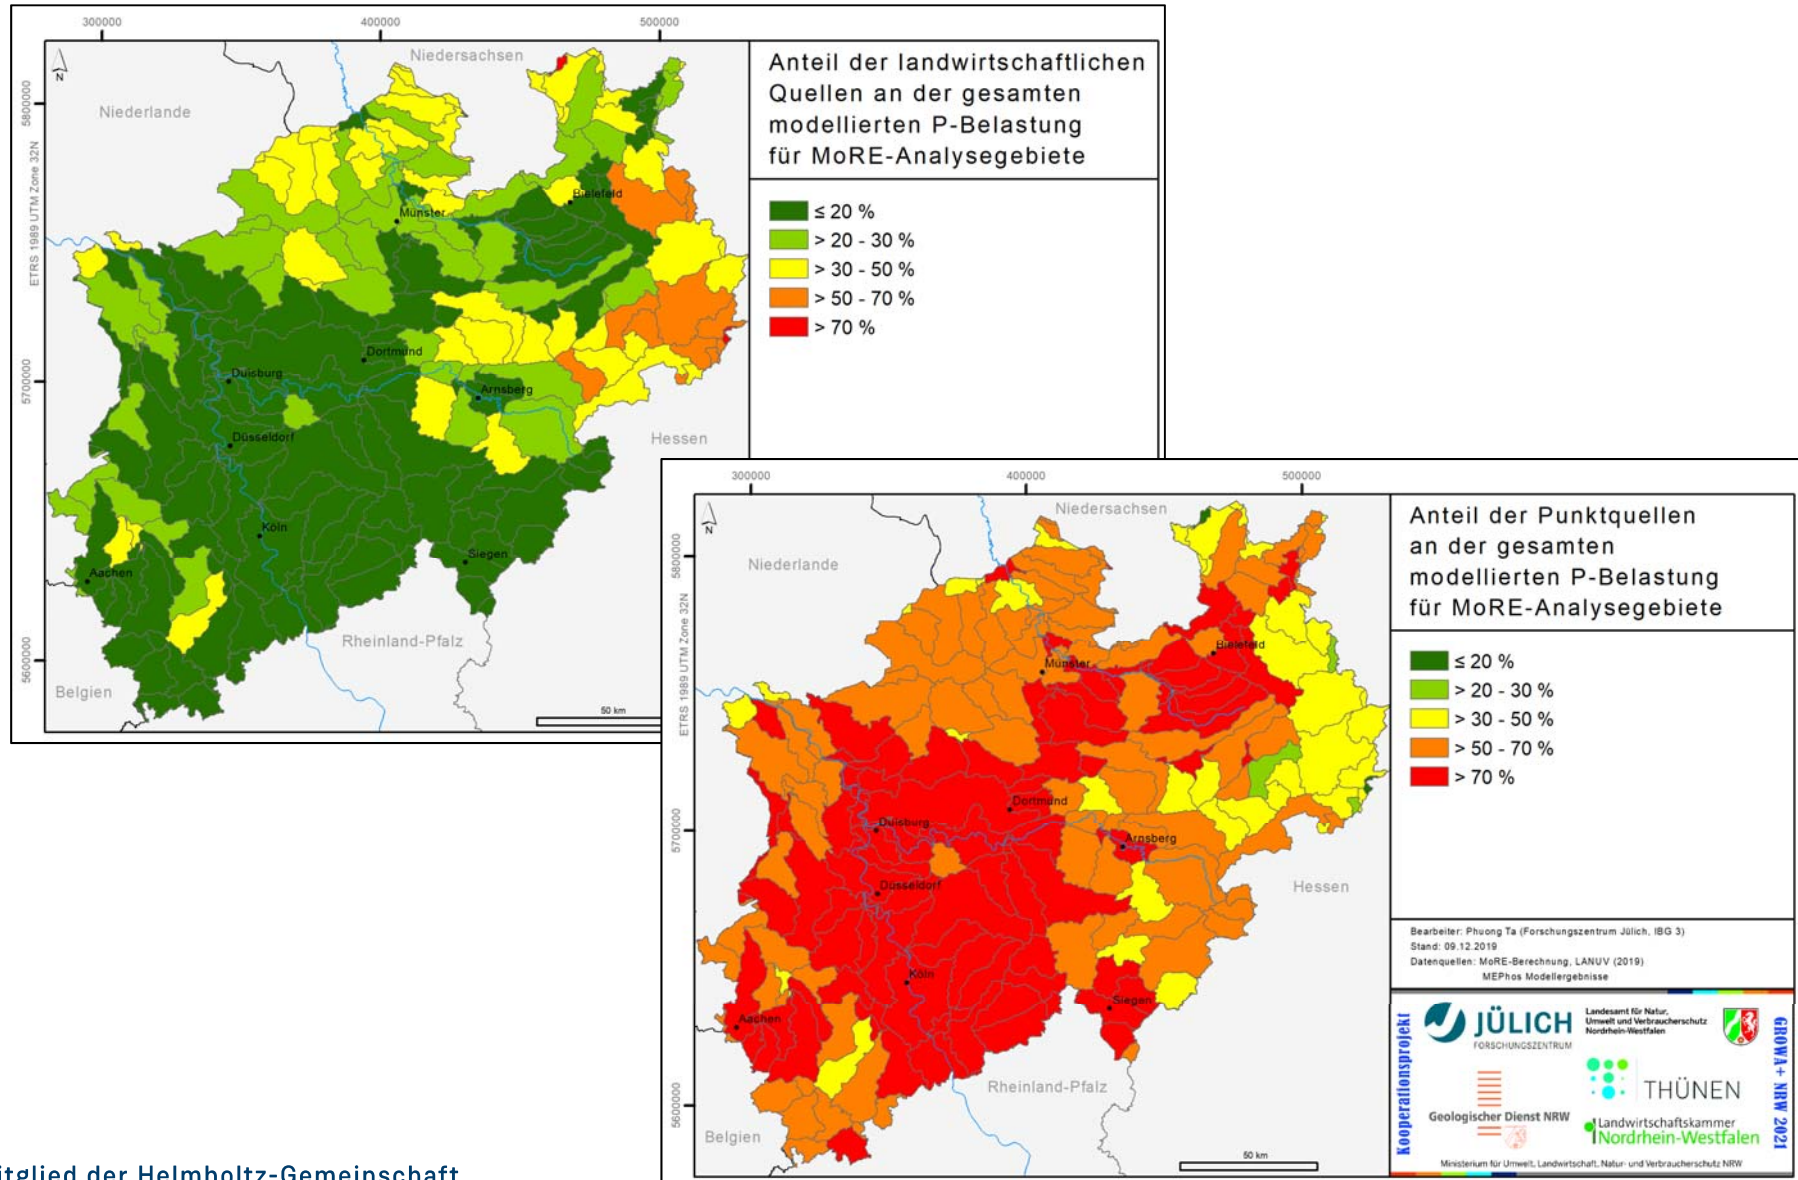 300000
400000
500000
5800000
5700000
5600000
ETRS 1989 UTM Zone 32N
N
Niedersachsen
Niederlande
Bielefeld
Münster
Dortmund
Duisburg
Arnsberg
Düsseldorf
Hessen
Köln
Siegen
Aachen
Rheinland-Pfalz
Belgien
50 km
Anteil der landwirtschaftlichen
Quellen an der gesamten
modellierten P-Belastung
für MoRE-Analysegebiete
≤ 20 %
> 20 - 30 %
> 30 - 50 %
> 50 - 70 %
> 70 %
300000
400000
500000
5800000
5700000
5600000
ETRS 1989 UTM Zone 32N
N
Niedersachsen
Niederlande
Bielefeld
Münster
Dortmund
Duisburg
Arnsberg
Düsseldorf
Hessen
Köln
Siegen
Aachen
Rheinland-Pfalz
Belgien
50 km
Anteil der Punktquellen
an der gesamten
modellierten P-Belastung
für MoRE-Analysegebiete
≤ 20 %
> 20 - 30 %
> 30 - 50 %
> 50 - 70 %
> 70 %
Bearbeiter: Phuong Ta (Forschungszentrum Jülich, IBG 3)
Stand: 09.12.2019
Datenquellen: MoRE-Berechnung, LANUV (2019)
MEPhos Modellergebnisse
Kooperationsprojekt
JÜLICH
FORSCHUNGSZENTRUM
Landesamt für Natur,
Umwelt und Verbraucherschutz
Nordrhein-Westfalen
THÜNEN
Geologischer Dienst NRW
Landwirtschaftskammer
Nordrhein-Westfalen
GROWA+ NRW 2021
Ministerium für Umwelt, Landwirtschaft, Natur- und Verbraucherschutz NRW
itglied der Helmholtz-Gemeinschaft